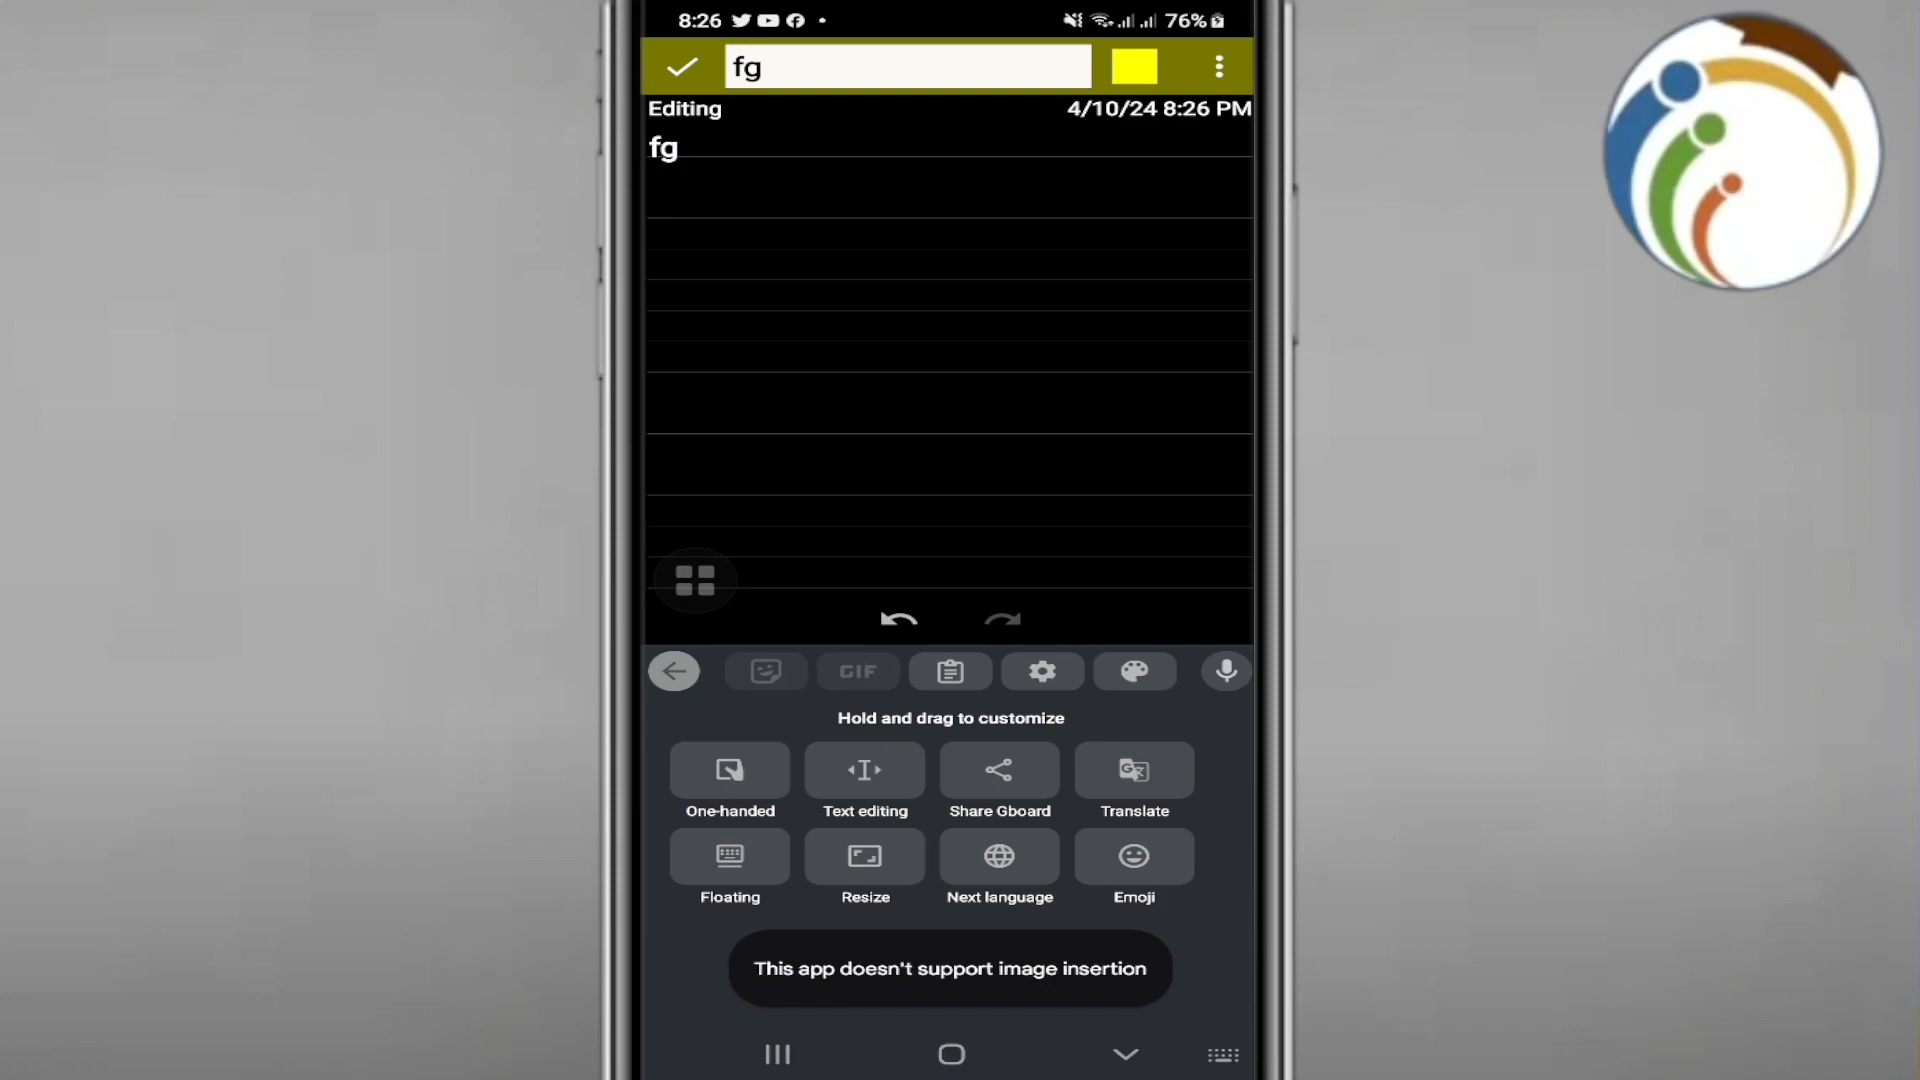 8:26 76%
fg
Editing 4/10/24 8:26 PM
fg
GIF
Hold and drag to customize
One-handed Text editing Share Gboard Translate
Floating Resize Next language Emoji
This app doesn't support image insertion